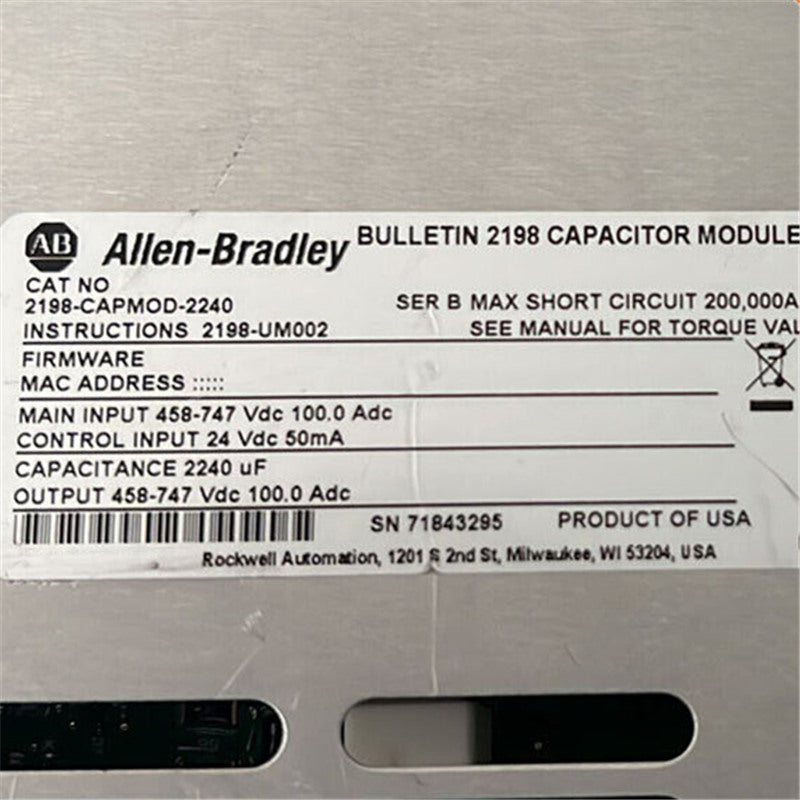 AB Allen-Bradley BULLETIN 2198 CAPACITOR MODULE
CAT NO
2198-CAPMOD-2240 SER B MAX SHORT CIRCUIT 200,000A
INSTRUCTIONS 2198-UM002 SEE MANUAL FOR TORQUE VAL
FIRMWARE
MAC ADDRESS :::::
MAIN INPUT 458-747 Vdc 100.0 Adc
CONTROL INPUT 24 Vdc 50mA
CAPACITANCE 2240 uF
OUTPUT 458-747 Vdc 100.0 Adc
SN 71843295 PRODUCT OF USA
Rockwell Automation, 1201 S 2nd St, Milwaukee, WI 53204, USA